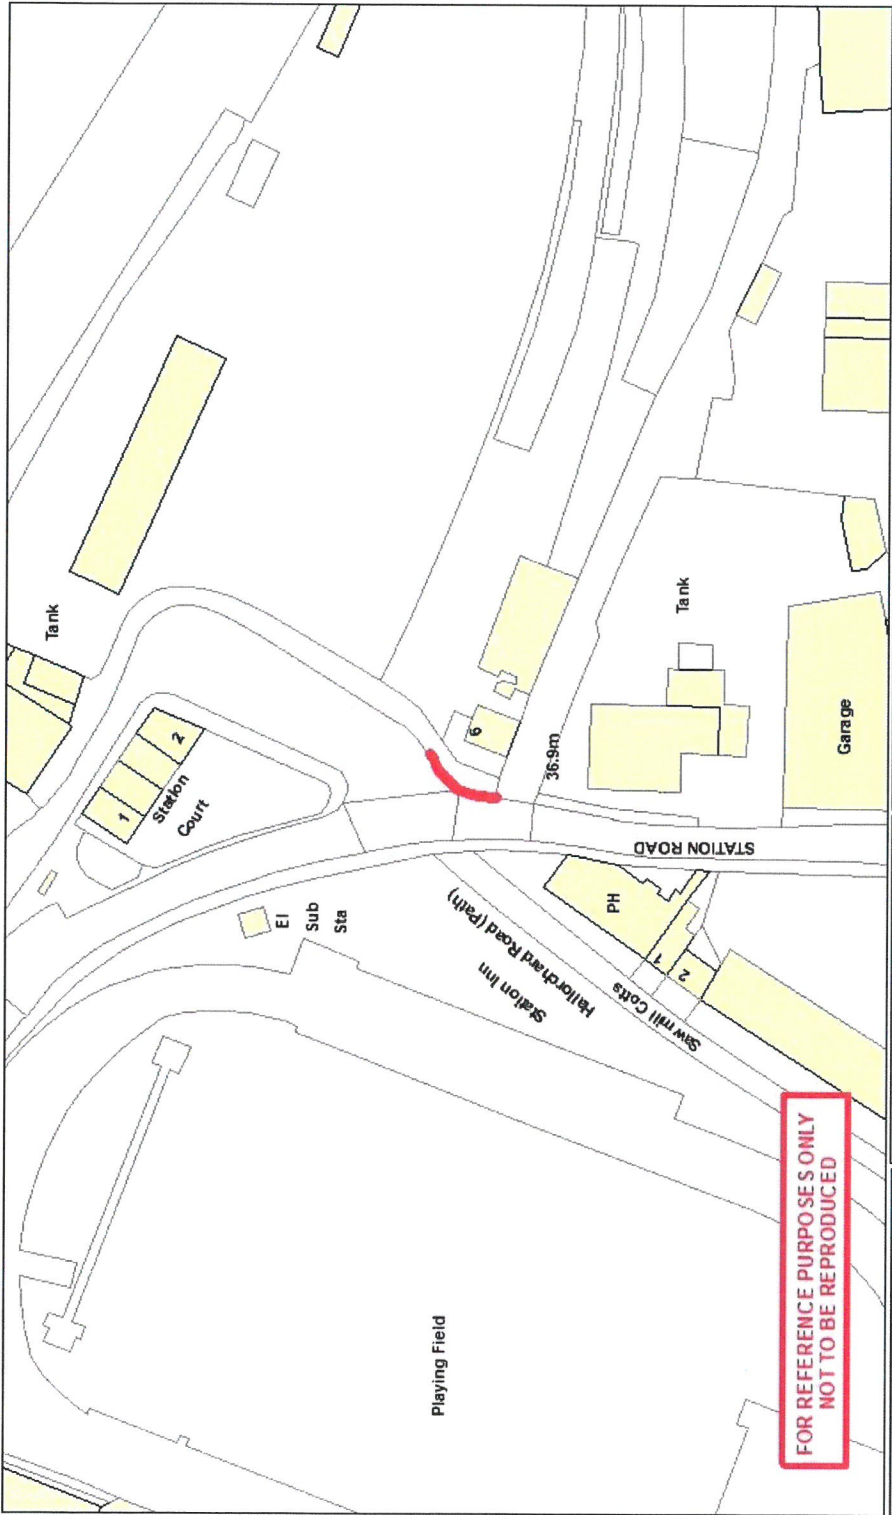 Tank
1
2
Station
Court
El
Sub
Sta
6
36.9m
Tank
Garage
STATION ROAD
PH
1
2
Hallorchard Road (Path)
Station Inn
Sawmill Cotts
Playing Field
FOR REFERENCE PURPOSES ONLY
NOT TO BE REPRODUCED